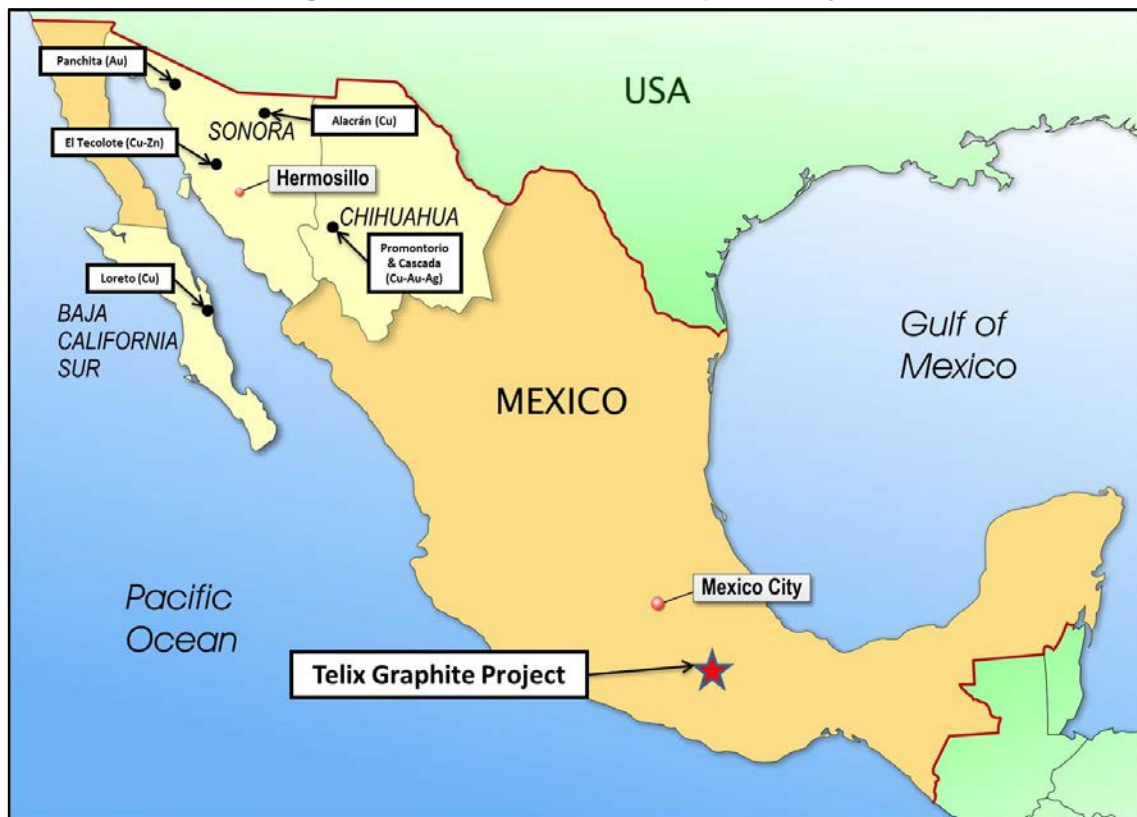 Panchita (Au)
USA
SONORA
Alacrán (Cu)
El Tecolote (Cu-Zn)
Hermosillo
CHIHUAHUA
Promontorio
& Cascada
(Cu-Au-Ag)
Loreto (Cu)
BAJA
CALIFORNIA
SUR
Gulf of
Mexico
MEXICO
Pacific
Ocean
Mexico City
Telix Graphite Project